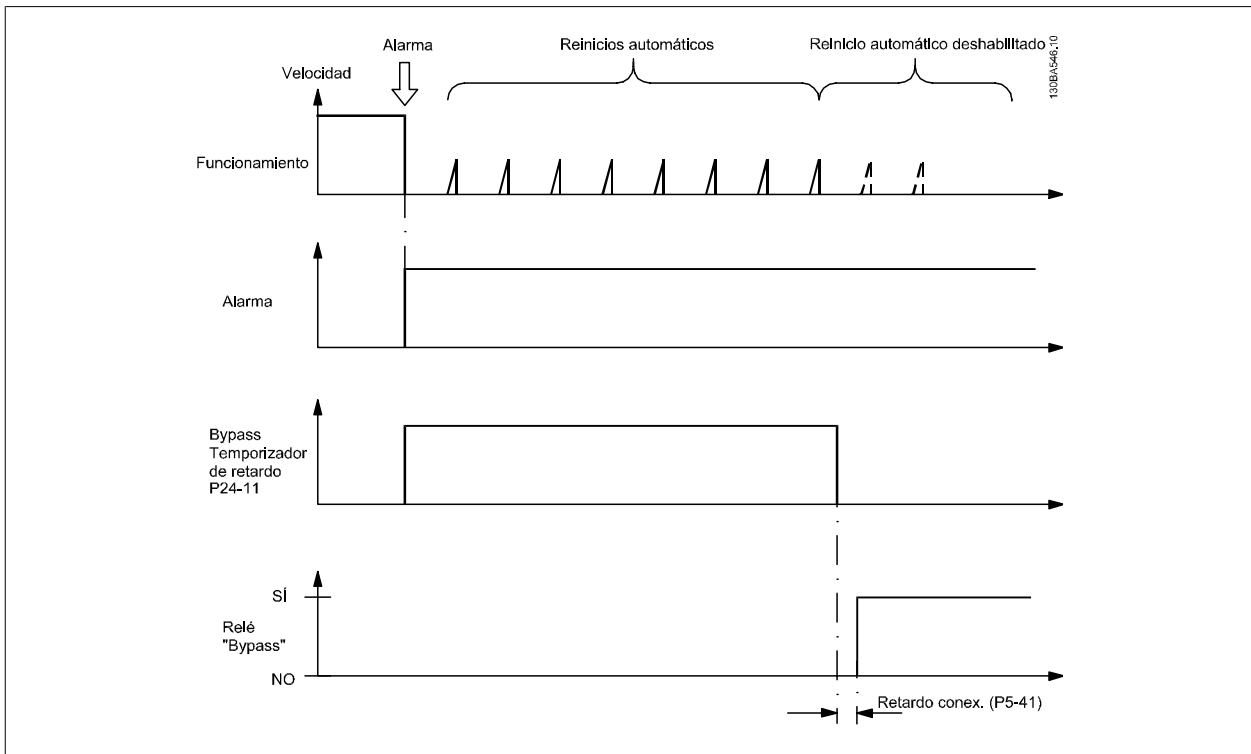 Alarma
Reinicios automáticos
Reinicio automático deshabilitado
130BA546.10
Velocidad
Funcionamiento
Alarma
Bypass
Temporizador
de retardo
P24-11
SÍ
Relé
"Bypass"
NO
Retardo conex. (P5-41)